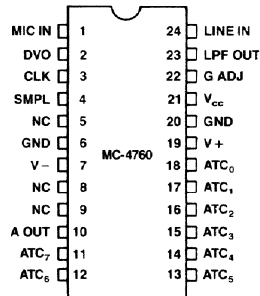 MIC IN 1 24 LINE IN
DVO 2 23 LPF OUT
CLK 3 22 G ADJ
SMPL 4 21 Vcc
NC 5 20 GND
GND 6 19 V+
V- 7 MC-4760 18 ATC0
NC 8 17 ATC1
NC 9 16 ATC2
A OUT 10 15 ATC3
ATC7 11 14 ATC4
ATC6 12 13 ATC5